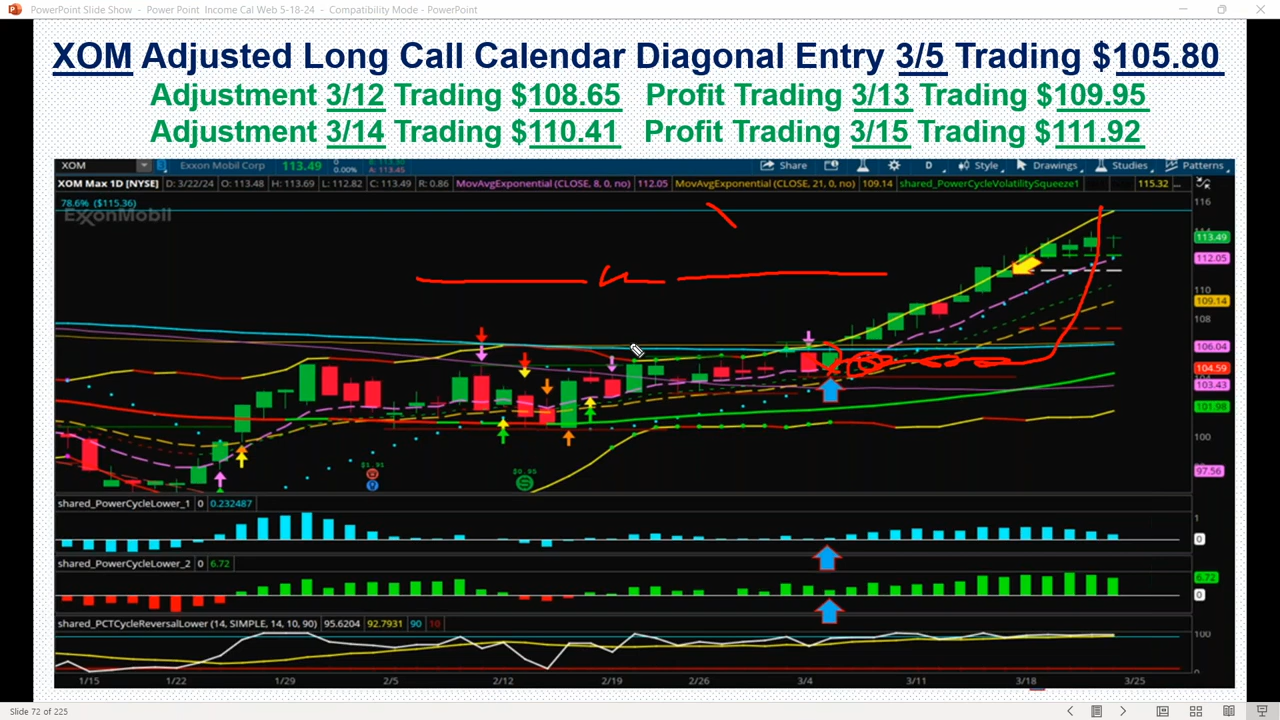 PowerPoint Slide Show - Power Point Income Cal Web 5-18-24 - Compatibility Mode - PowerPoint
XOM Adjusted Long Call Calendar Diagonal Entry 3/5 Trading $105.80
Adjustment 3/12 Trading $108.65 Profit Trading 3/13 Trading $109.95
Adjustment 3/14 Trading $110.41 Profit Trading 3/15 Trading $111.92
XOM Exxon Mobil Corp 113.49 0.00% Share D Style Drawings Studies Patterns
XOM Max 1D [NYSE] D: 3/22/24 O: 113.48 H: 113.69 L: 112.82 C: 113.49 R: 0.86 MovAvgExponential (CLOSE, 8, 0, no) 112.05 MovAvgExponential (CLOSE, 21, 0, no) 109.14 shared_PowerCycleVolatilitySqueeze1 115.32
78.6% ($115.36)
ExxonMobil
116
113.49
112.05
110
109.14
108
106.04
104.59
103.43
101.98
100
97.56
$1.91
$0.95
shared_PowerCycleLower_1 0 0.232487
1
0
shared_PowerCycleLower_2 0 6.72
6.72
0
shared_PCTCycleReversalLower (14, SIMPLE, 14, 10, 90) 95.6204 92.7931 90 10
100
1/15 1/22 1/29 2/5 2/12 2/19 2/26 3/4 3/11 3/18 3/25
Slide 72 of 225